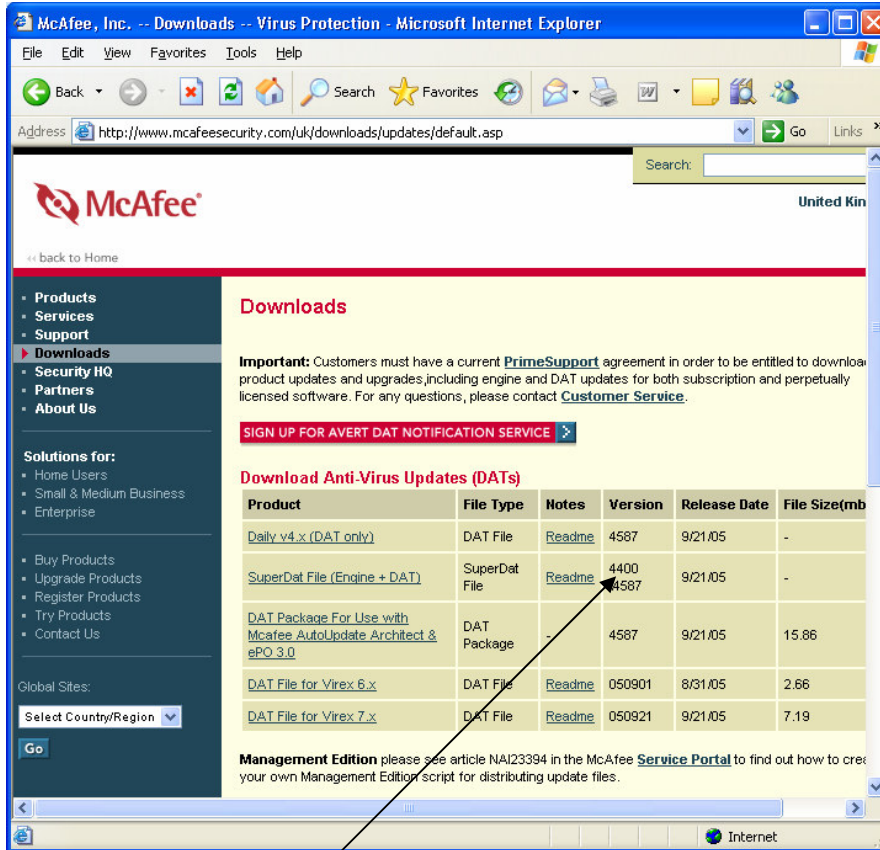 McAfee, Inc. -- Downloads -- Virus Protection - Microsoft Internet Explorer
File Edit View Favorites Tools Help
Back Search Favorites
Address http://www.mcafeesecurity.com/uk/downloads/updates/default.asp Go Links »
Search:
McAfee®
United Kin
‹‹ back to Home
Products
Services
Support
Downloads
Security HQ
Partners
About Us
Solutions for:
Home Users
Small & Medium Business
Enterprise
Buy Products
Upgrade Products
Register Products
Try Products
Contact Us
Global Sites:
Select Country/Region
Go
Downloads
Important: Customers must have a current PrimeSupport agreement in order to be entitled to downloa
product updates and upgrades,including engine and DAT updates for both subscription and perpetually
licensed software. For any questions, please contact Customer Service.
SIGN UP FOR AVERT DAT NOTIFICATION SERVICE
Download Anti-Virus Updates (DATs)
Product File Type Notes Version Release Date File Size(mb
Daily v4.x (DAT only) DAT File Readme 4587 9/21/05 -
SuperDat File (Engine + DAT) SuperDat File Readme 4400 4587 9/21/05 -
DAT Package For Use with Mcafee AutoUpdate Architect & ePO 3.0 DAT Package - 4587 9/21/05 15.86
DAT File for Virex 6.x DAT File Readme 050901 8/31/05 2.66
DAT File for Virex 7.x DAT File Readme 050921 9/21/05 7.19
Management Edition please see article NAI23394 in the McAfee Service Portal to find out how to crea
your own Management Edition script for distributing update files.
Internet